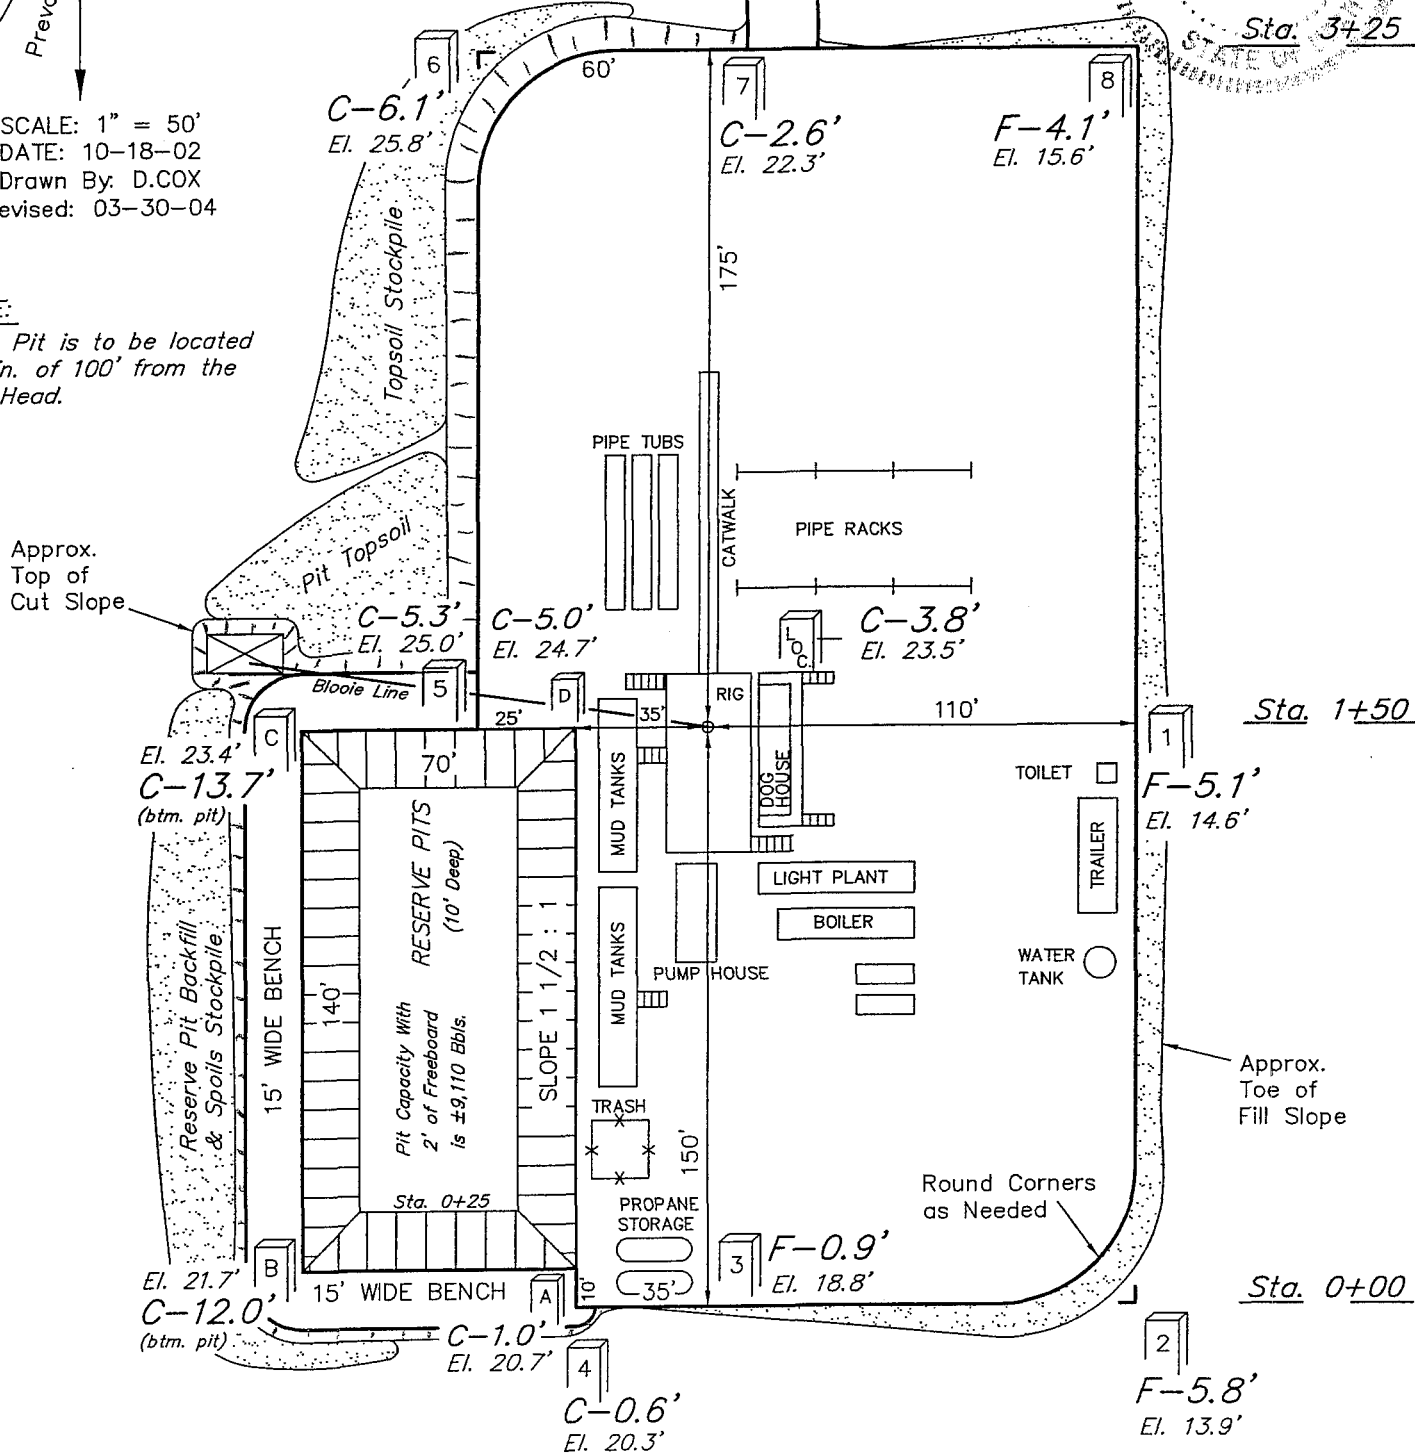 Sta. 3+25
STATE OF
Prev
SCALE: 1" = 50'
DATE: 10-18-02
Drawn By: D.COX
evised: 03-30-04
6
C-6.1'
El. 25.8'
60'
7
C-2.6'
El. 22.3'
8
F-4.1'
El. 15.6'
175'
Topsoil Stockpile
E:
Pit is to be located
in. of 100' from the
Head.
PIPE TUBS
CATWALK
PIPE RACKS
Approx.
Top of
Cut Slope
Pit Topsoil
C-5.3'
El. 25.0'
C-5.0'
El. 24.7'
LOC.
C-3.8'
El. 23.5'
Blooie Line
5
D
RIG
25'
35'
110'
Sta. 1+50
1
F-5.1'
El. 14.6'
C
El. 23.4'
C-13.7'
(btm. pit)
70'
MUD TANKS
DOG HOUSE
TOILET
TRAILER
RESERVE PITS
(10' Deep)
LIGHT PLANT
BOILER
WATER
TANK
PUMP HOUSE
MUD TANKS
SLOPE 1 1/2 : 1
Pit Capacity With
2' of Freeboard
is ±9,110 Bbls.
140'
15' WIDE BENCH
Reserve Pit Backfill
& Spoils Stockpile
Approx.
Toe of
Fill Slope
TRASH
150'
Sta. 0+25
PROPANE
STORAGE
Round Corners
as Needed
3
F-0.9'
El. 18.8'
B
El. 21.7'
C-12.0'
(btm. pit)
15' WIDE BENCH
A
10'
35'
Sta. 0+00
C-1.0'
El. 20.7'
4
C-0.6'
El. 20.3'
2
F-5.8'
El. 13.9'